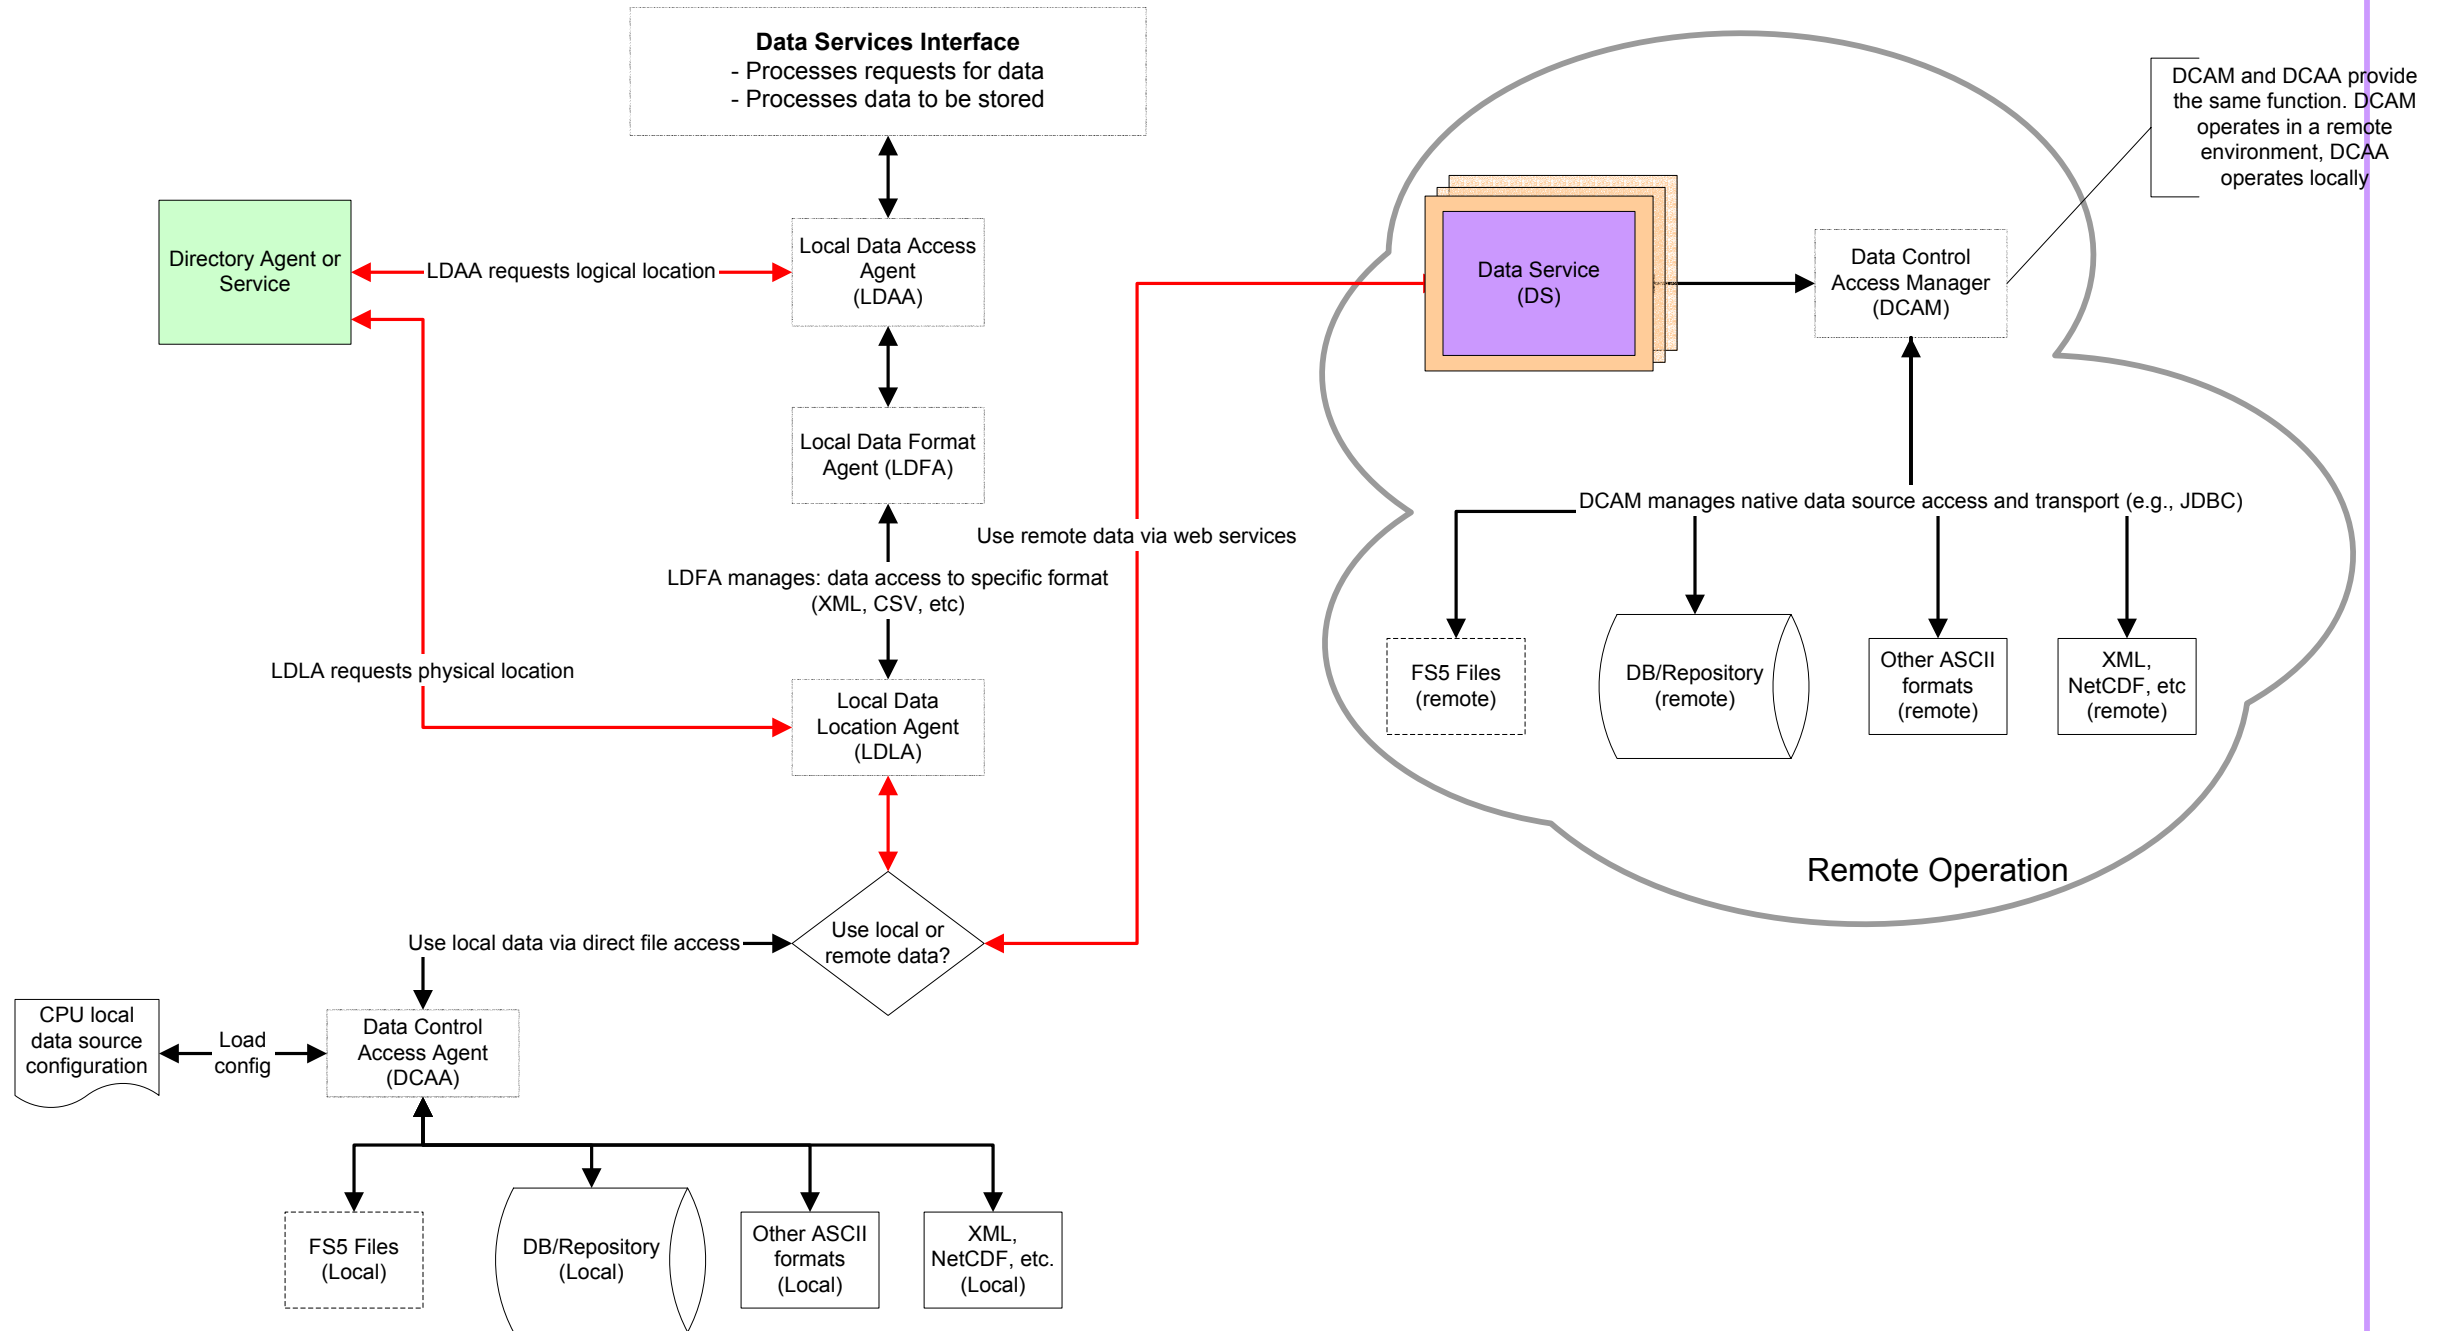 Data Services Interface
- Processes requests for data
- Processes data to be stored
DCAM and DCAA provide
the same function. DCAM
operates in a remote
environment, DCAA
operates locally
Directory Agent or
Service
LDAA requests logical location
Local Data Access
Agent
(LDAA)
Data Service
(DS)
Data Control
Access Manager
(DCAM)
Local Data Format
Agent (LDFA)
DCAM manages native data source access and transport (e.g., JDBC)
Use remote data via web services
LDFA manages: data access to specific format
(XML, CSV, etc)
LDLA requests physical location
Local Data
Location Agent
(LDLA)
FS5 Files
(remote)
DB/Repository
(remote)
Other ASCII
formats
(remote)
XML,
NetCDF, etc
(remote)
Remote Operation
Use local data via direct file access
Use local or
remote data?
CPU local
data source
configuration
Load
config
Data Control
Access Agent
(DCAA)
FS5 Files
(Local)
DB/Repository
(Local)
Other ASCII
formats
(Local)
XML,
NetCDF, etc.
(Local)